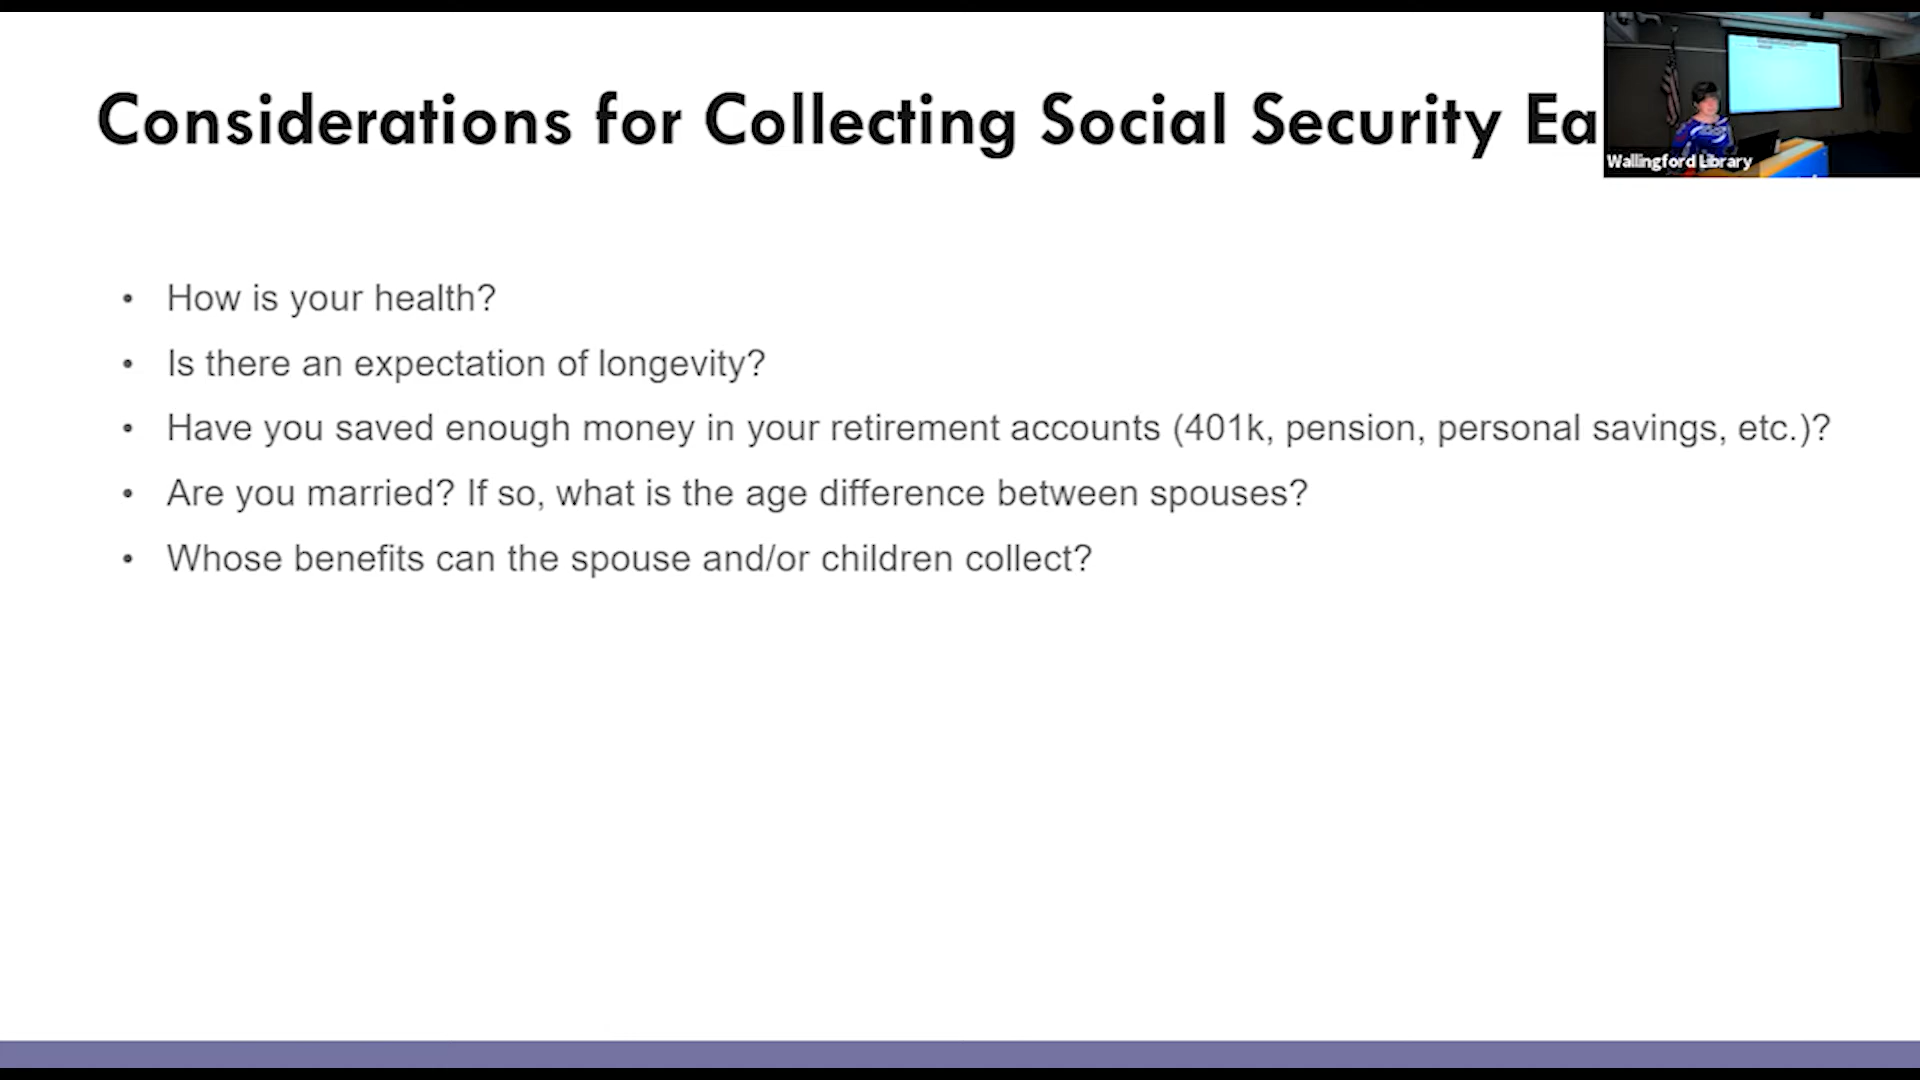 Considerations for Collecting Social Security Ea
Wallingford Library
• How is your health?
• Is there an expectation of longevity?
• Have you saved enough money in your retirement accounts (401k, pension, personal savings, etc.)?
• Are you married? If so, what is the age difference between spouses?
• Whose benefits can the spouse and/or children collect?